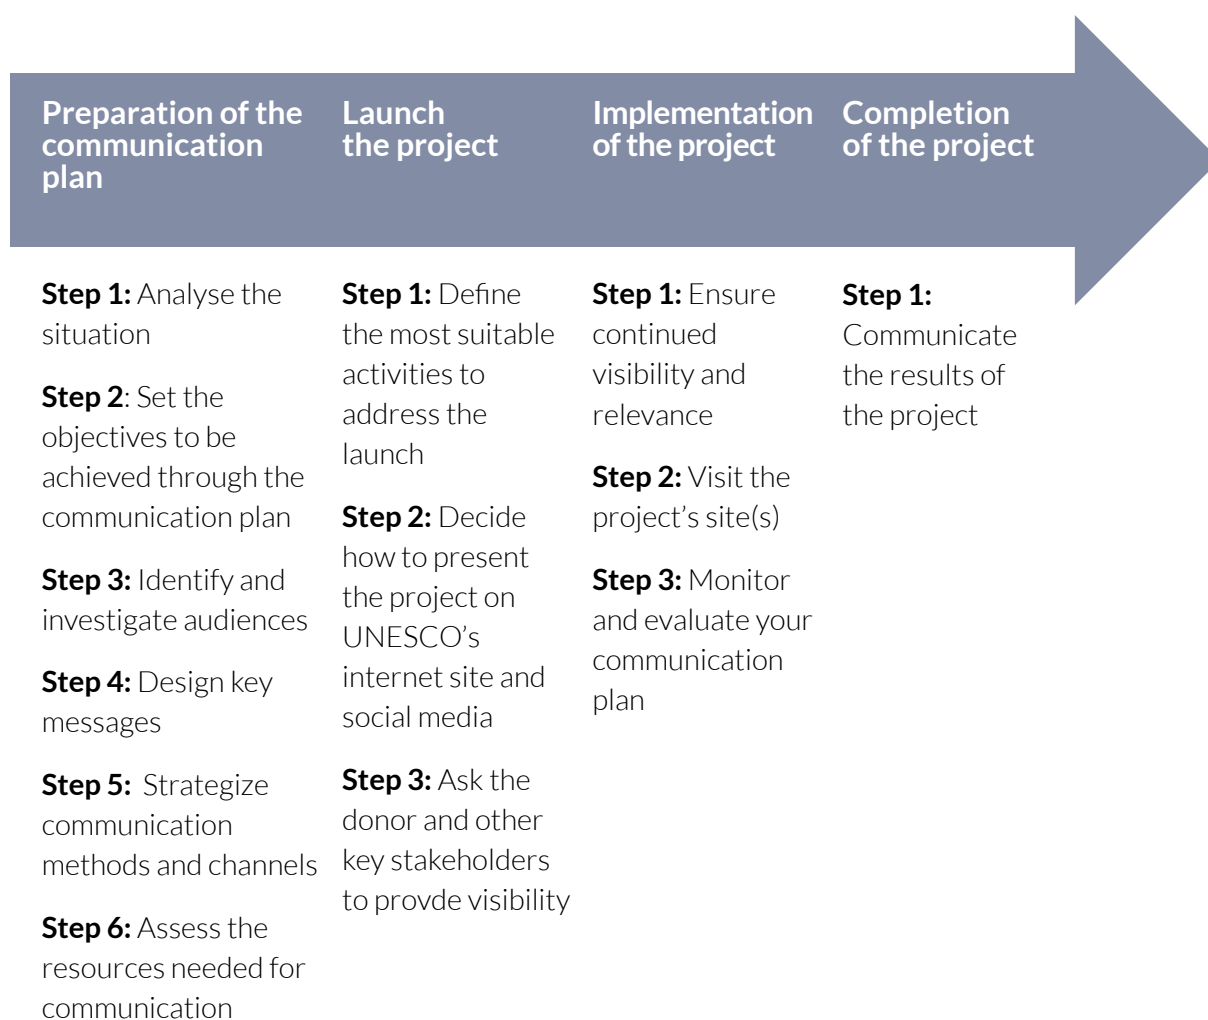 Preparation of the
communication
plan
Launch
the project
Implementation
of the project
Completion
of the project
Step 1: Analyse the
situation
Step 2: Set the
objectives to be
achieved through the
communication plan
Step 3: Identify and
investigate audiences
Step 4: Design key
messages
Step 5:  Strategize
communication
methods and channels
Step 6: Assess the
resources needed for
communication
Step 1: Define
the most suitable
activities to
address the
launch
Step 2: Decide
how to present
the project on
UNESCO’s
internet site and
social media
Step 3: Ask the
donor and other
key stakeholders
to provde visibility
Step 1: Ensure
continued
visibility and
relevance
Step 2: Visit the
project’s site(s)
Step 3: Monitor
and evaluate your
communication
plan
Step 1:
Communicate
the results of
the project